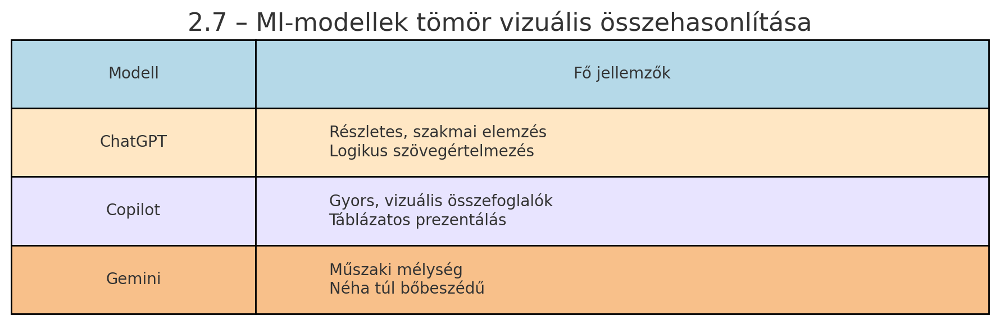 2.7 – MI-modellek tömör vizuális összehasonlítása
Modell
Fő jellemzők
ChatGPT
Részletes, szakmai elemzés
Logikus szövegértelmezés
Copilot
Gyors, vizuális összefoglalók
Táblázatos prezentálás
Gemini
Műszaki mélység
Néha túl bőbeszédű